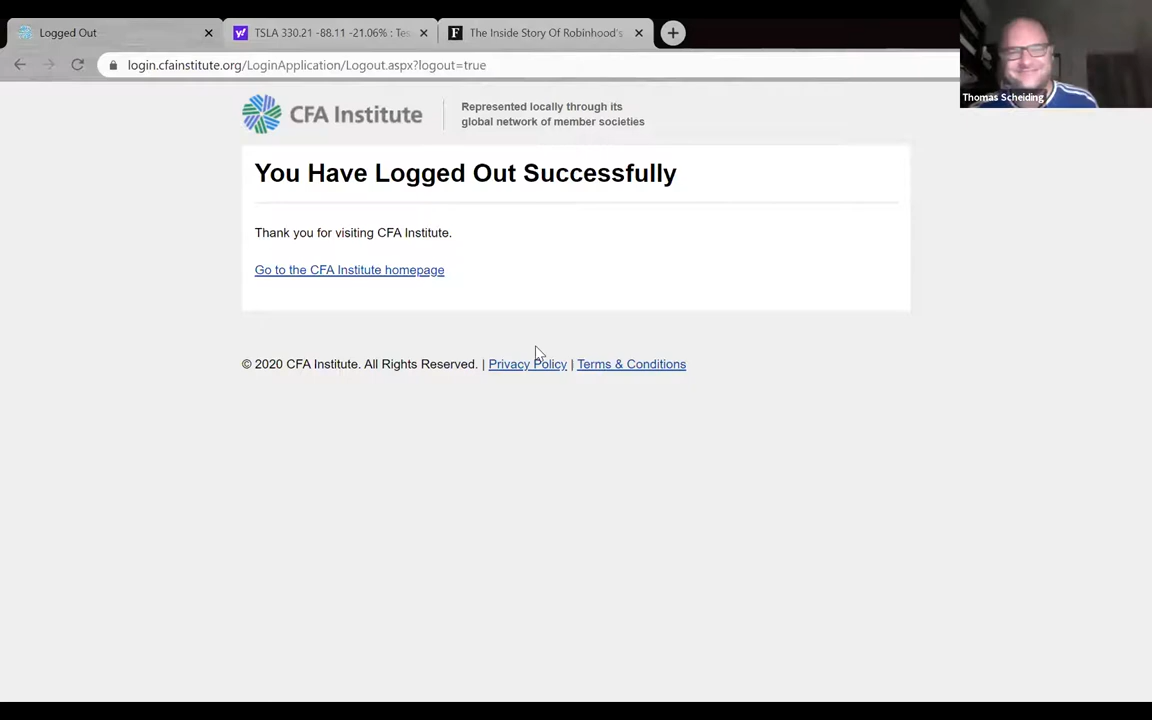 Logged Out
TSLA 330.21 -88.11 -21.06% : Tes
The Inside Story Of Robinhood's
login.cfainstitute.org/LoginApplication/Logout.aspx?logout=true
Thomas Scheiding
CFA Institute
Represented locally through its
global network of member societies
You Have Logged Out Successfully
Thank you for visiting CFA Institute.
Go to the CFA Institute homepage
© 2020 CFA Institute. All Rights Reserved. | Privacy Policy | Terms & Conditions